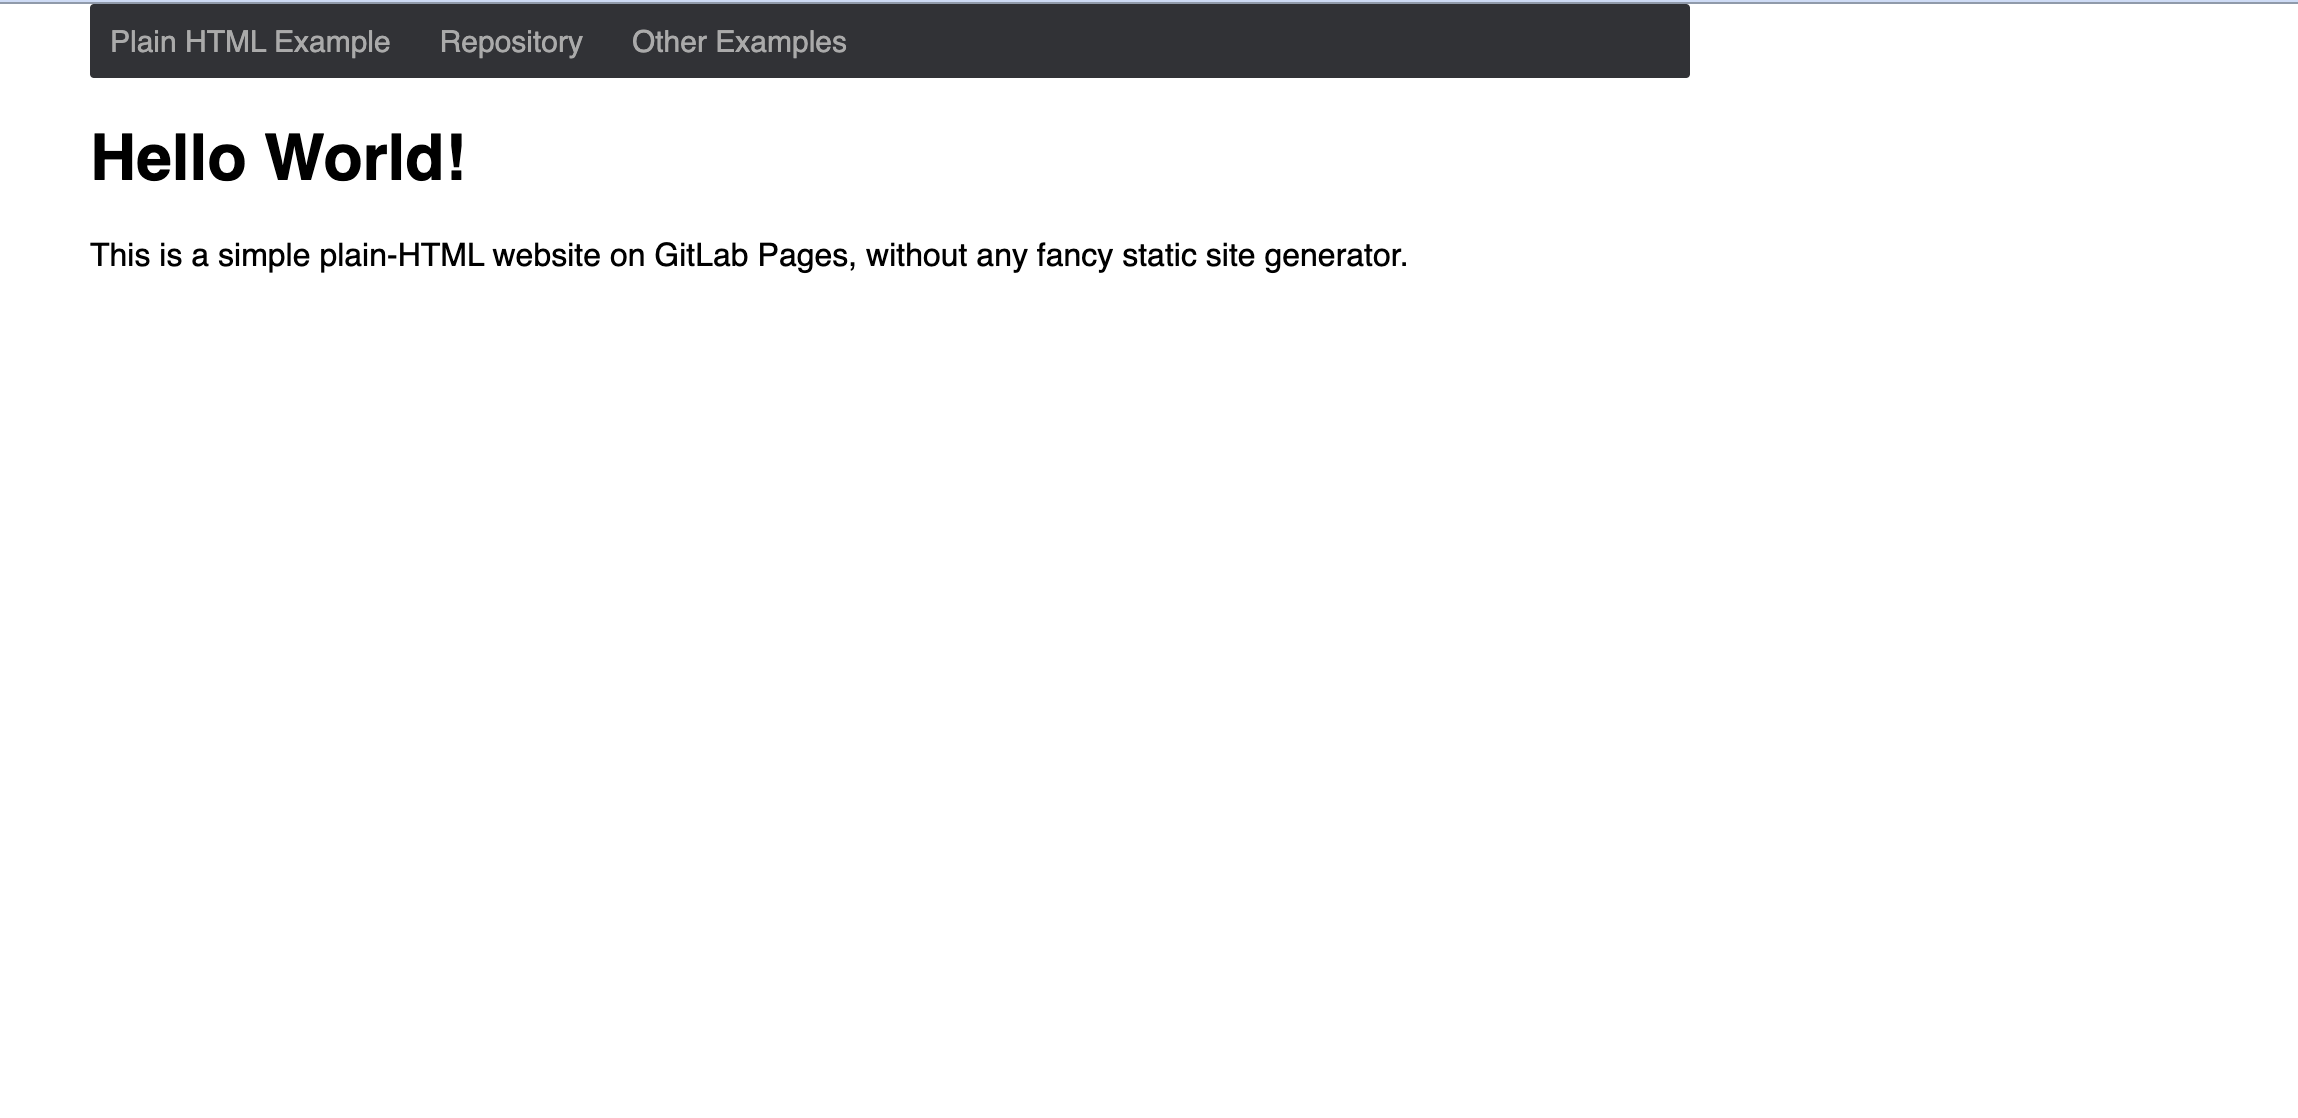 Plain HTML Example Repository Other Examples
Hello World!
This is a simple plain-HTML website on GitLab Pages, without any fancy static site generator.